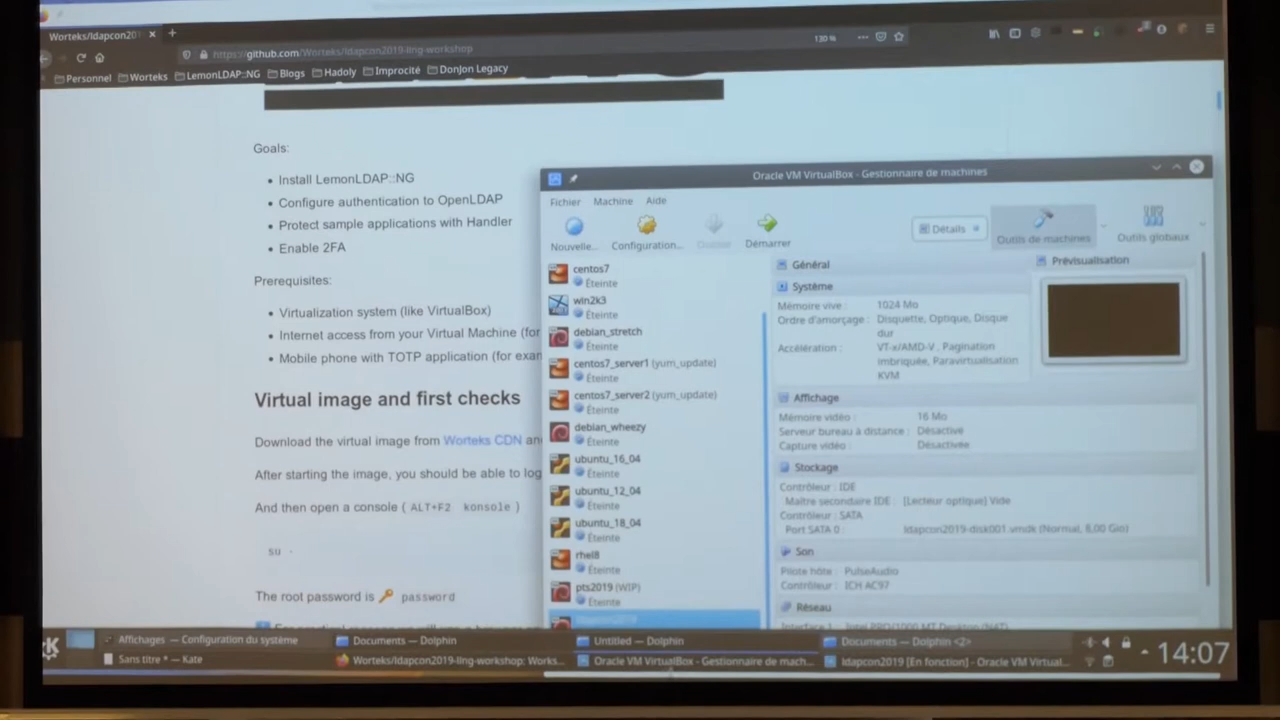 Worteks/ldapcon201
https://github.com/Worteks/ldapcon2019-llng-workshop
130 %
Personnel Worteks LemonLDAP::NG Blogs Hadoly Improcité DonJon Legacy
Goals:
Install LemonLDAP::NG
Configure authentication to OpenLDAP
Protect sample applications with Handler
Enable 2FA
Prerequisites:
Virtualization system (like VirtualBox)
Internet access from your Virtual Machine (for
Mobile phone with TOTP application (for exan
Virtual image and first checks
Download the virtual image from Worteks CDN an
After starting the image, you should be able to log
And then open a console ( ALT+F2 konsole )
su -
The root password is password
Oracle VM VirtualBox - Gestionnaire de machines
Fichier Machine Aide
Nouvelle... Configuration... Démarrer
Détails
Outils de machines
Outils globaux
centos7
Éteinte
win2k3
Éteinte
debian_stretch
Éteinte
centos7_server1 (yum_update)
Éteinte
centos7_server2 (yum_update)
Éteinte
debian_wheezy
Éteinte
ubuntu_16_04
Éteinte
ubuntu_12_04
Éteinte
ubuntu_18_04
Éteinte
rhel8
Éteinte
pts2019 (WIP)
Éteinte
Général
Système
Mémoire vive : 1024 Mo
Ordre d'amorçage : Disquette, Optique, Disque
dur
Accélération : VT-x/AMD-V, Pagination
imbriquée, Paravirtualisation
KVM
Prévisualisation
Affichage
Mémoire vidéo : 16 Mo
Serveur bureau à distance : Désactivé
Capture vidéo : Désactivée
Stockage
Contrôleur : IDE
Maître secondaire IDE : [Lecteur optique] Vide
Contrôleur : SATA
Port SATA 0 : ldapcon2019-disk001.vmdk (Normal, 8,00 Gio)
Son
Pilote hôte : PulseAudio
Contrôleur : ICH AC97
Réseau
Interface 1 : Intel PRO/1000 MT Desktop (NAT)
Affichages — Configuration du système
Documents — Dolphin
Untitled — Dolphin
Documents — Dolphin <2>
Sans titre * — Kate
Worteks/ldapcon2019-llng-workshop: Works...
Oracle VM VirtualBox - Gestionnaire de mach...
ldapcon2019 [En fonction] - Oracle VM Virtual...
14:07